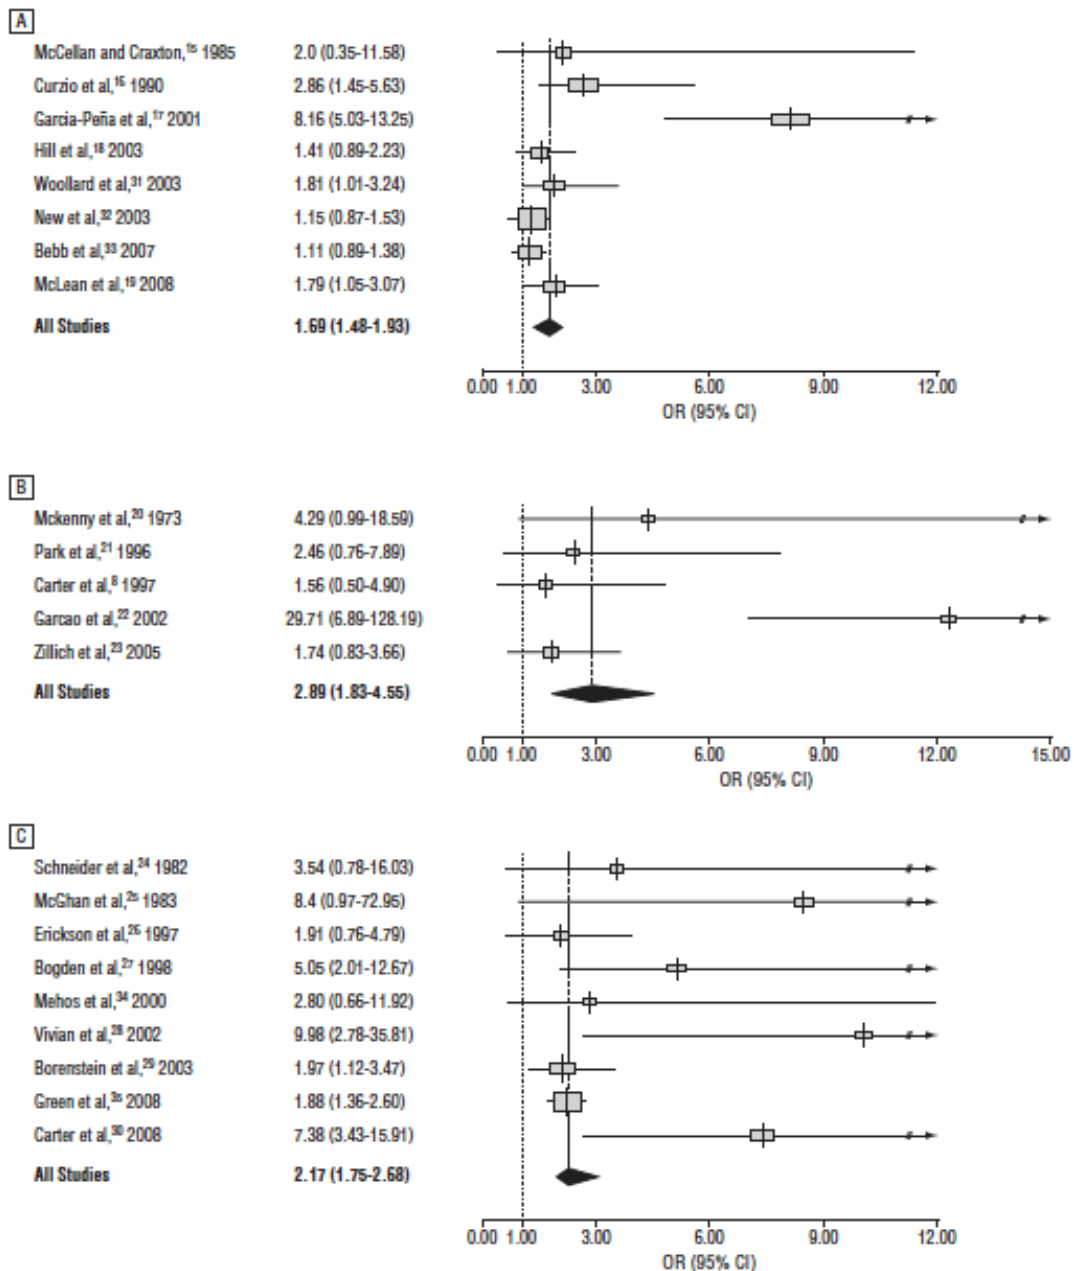 A
McCellan and Craxton,15 1985 2.0 (0.35-11.58)
Curzio et al,16 1990 2.86 (1.45-5.63)
Garcia-Peña et al,17 2001 8.16 (5.03-13.25)
Hill et al,18 2003 1.41 (0.89-2.23)
Woollard et al,31 2003 1.81 (1.01-3.24)
New et al,32 2003 1.15 (0.87-1.53)
Bebb et al,33 2007 1.11 (0.89-1.38)
McLean et al,19 2008 1.79 (1.05-3.07)
All Studies 1.69 (1.48-1.93)
0.00 1.00 3.00 6.00 9.00 12.00
OR (95% CI)
B
Mckenny et al,20 1973 4.29 (0.99-18.59)
Park et al,21 1996 2.46 (0.76-7.89)
Carter et al,8 1997 1.56 (0.50-4.90)
Garcao et al,22 2002 29.71 (6.89-128.19)
Zillich et al,23 2005 1.74 (0.83-3.66)
All Studies 2.89 (1.83-4.55)
0.00 1.00 3.00 6.00 9.00 12.00 15.00
OR (95% CI)
C
Schneider et al,24 1982 3.54 (0.78-16.03)
McGhan et al,25 1983 8.4 (0.97-72.95)
Erickson et al,26 1997 1.91 (0.76-4.79)
Bogden et al,27 1998 5.05 (2.01-12.67)
Mehos et al,34 2000 2.80 (0.66-11.92)
Vivian et al,28 2002 9.98 (2.78-35.81)
Borenstein et al,29 2003 1.97 (1.12-3.47)
Green et al,35 2008 1.88 (1.36-2.60)
Carter et al,30 2008 7.38 (3.43-15.91)
All Studies 2.17 (1.75-2.68)
0.00 1.00 3.00 6.00 9.00 12.00
OR (95% CI)